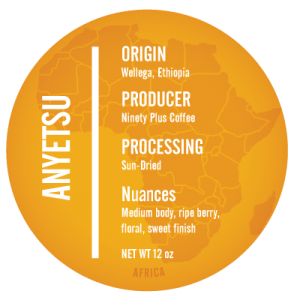 ANYETSU
ORIGIN
Wellega, Ethiopia
PRODUCER
Ninety Plus Coffee
PROCESSING
Sun-Dried
Nuances
Medium body, ripe berry,
floral, sweet finish
NET WT 12 oz
AFRICA